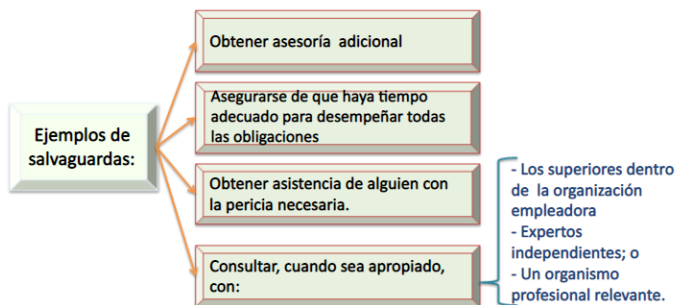 Ejemplos de
salvaguardas:
Obtener asesoría adicional
Asegurarse de que haya tiempo
adecuado para desempeñar todas
las obligaciones
Obtener asistencia de alguien con
la pericia necesaria.
Consultar, cuando sea apropiado,
con:
- Los superiores dentro
de la organización
empleadora
- Expertos
independientes; o
- Un organismo
profesional relevante.